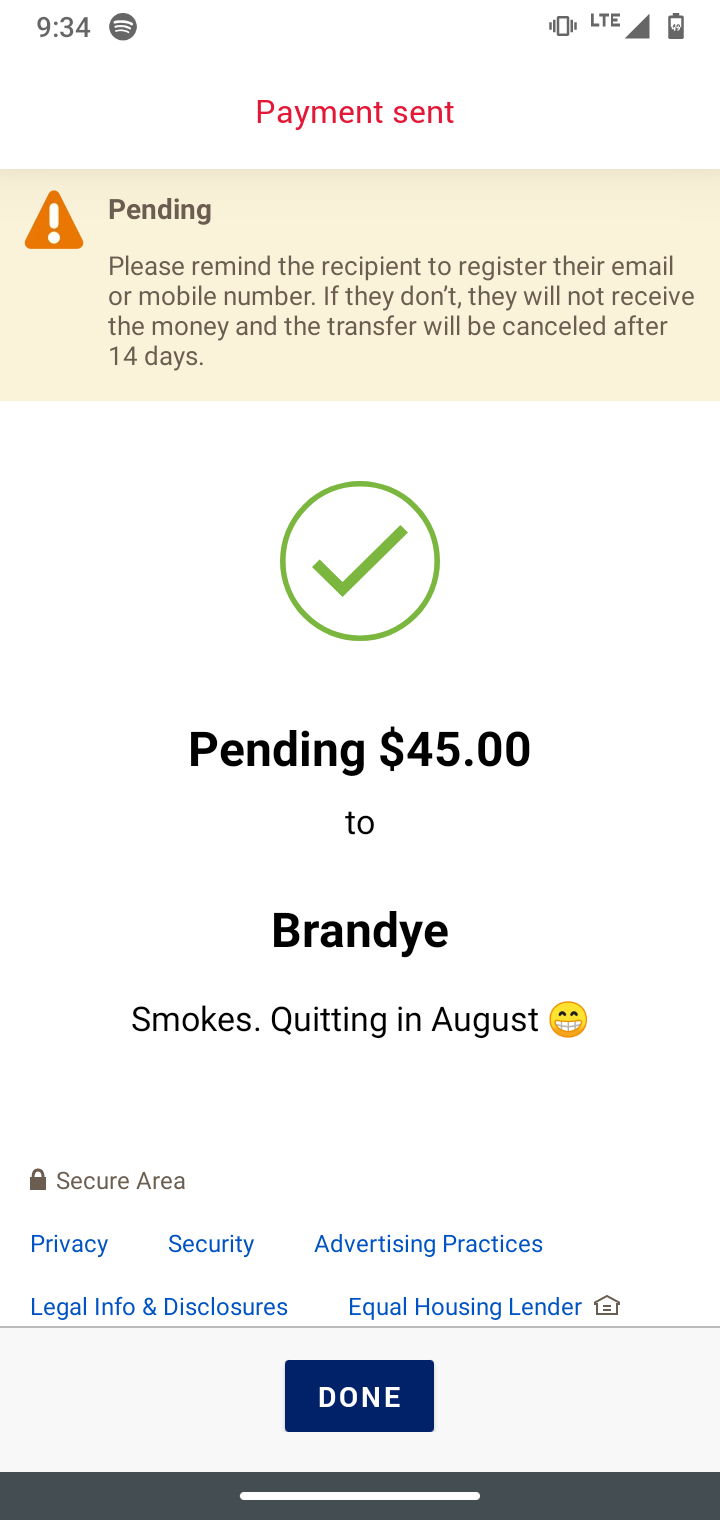 9:34 LTE 49
Payment sent
Pending
Please remind the recipient to register their email
or mobile number. If they don’t, they will not receive
the money and the transfer will be canceled after
14 days.
Pending $45.00
to
Brandye
Smokes. Quitting in August 😁
Secure Area
Privacy Security Advertising Practices
Legal Info & Disclosures Equal Housing Lender
DONE